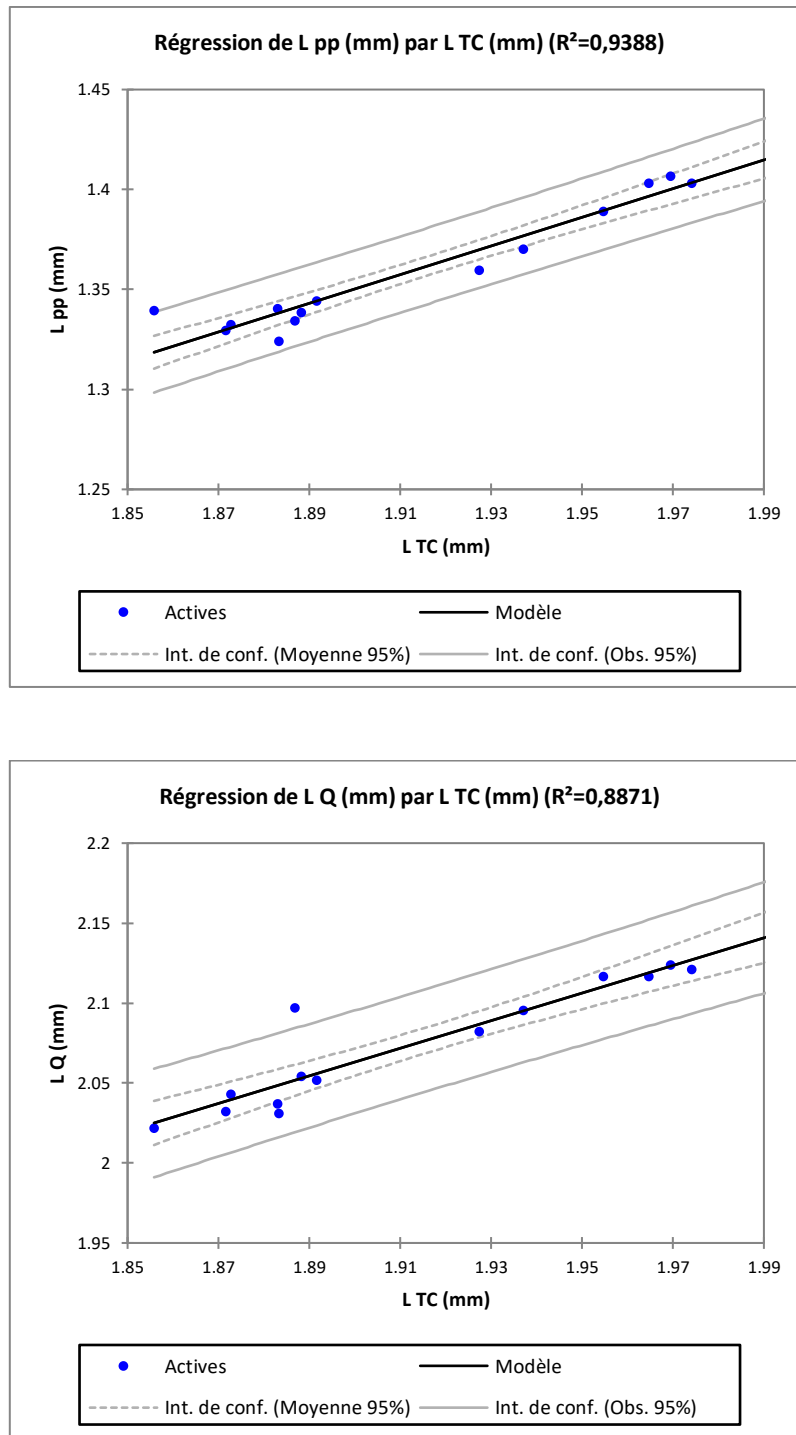 Régression de L pp (mm) par L TC (mm) (R²=0,9388)
1.45
1.4
1.35
1.3
1.25
L pp (mm)
1.85 1.87 1.89 1.91 1.93 1.95 1.97 1.99
L TC (mm)
Actives Modèle
Int. de conf. (Moyenne 95%) Int. de conf. (Obs. 95%)
Régression de L Q (mm) par L TC (mm) (R²=0,8871)
2.2
2.15
2.1
2.05
2
1.95
L Q (mm)
1.85 1.87 1.89 1.91 1.93 1.95 1.97 1.99
L TC (mm)
Actives Modèle
Int. de conf. (Moyenne 95%) Int. de conf. (Obs. 95%)